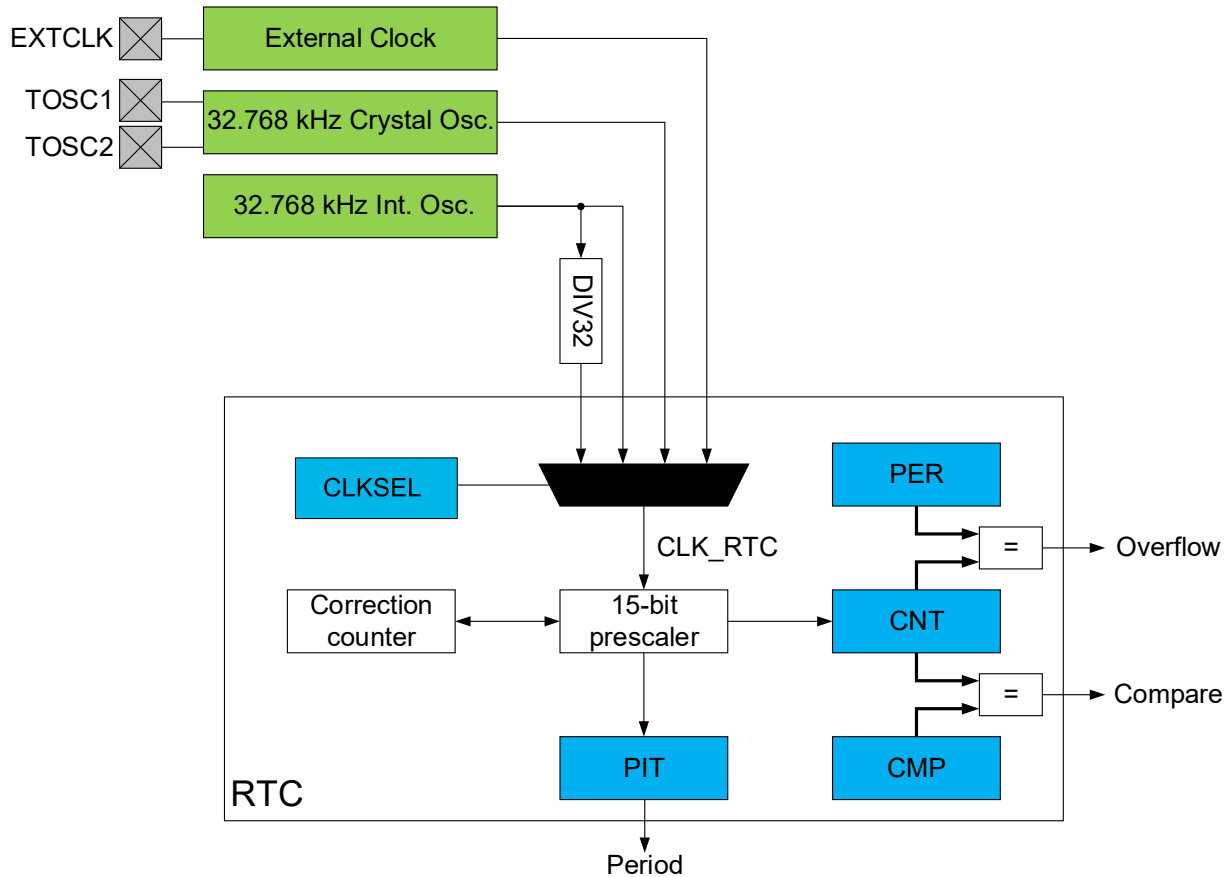 EXTCLK
External Clock
TOSC1
TOSC2
32.768 kHz Crystal Osc.
32.768 kHz Int. Osc.
DIV32
CLKSEL
PER
=
Overflow
CLK_RTC
Correction
counter
15-bit
prescaler
CNT
=
Compare
PIT
CMP
RTC
Period